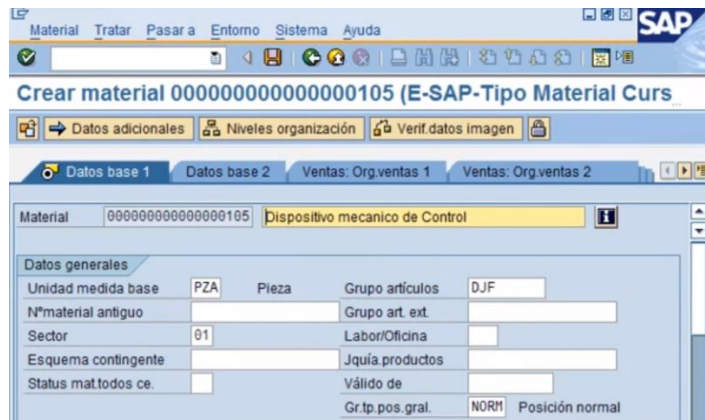 Material Tratar Pasar a Entorno Sistema Ayuda
SAP
Crear material 000000000000000105 (E-SAP-Tipo Material Curs
Datos adicionales Niveles organización Verif.datos imagen
Datos base 1 Datos base 2 Ventas: Org.ventas 1 Ventas: Org.ventas 2
Material 000000000000000105 Dispositivo mecanico de Control
Datos generales
Unidad medida base PZA Pieza Grupo artículos DJF
Nºmaterial antiguo Grupo art. ext.
Sector 01 Labor/Oficina
Esquema contingente Jquía.productos
Status mat.todos ce. Válido de
Gr.tp.pos.gral. NORM Posición normal